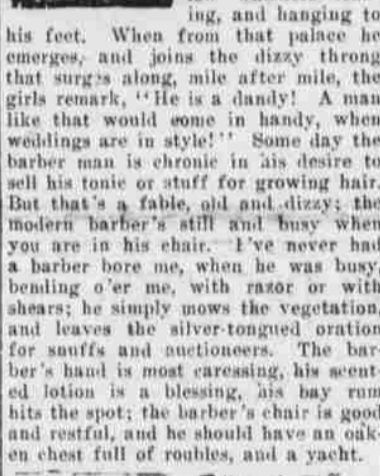 ing, and hanging to
his feet. When from that palace he
emerges, and joins the dizzy throng
that surges along, mile after mile, the
girls remark, "He is a dandy! A man
like that would come in handy, when
weddings are in style!" Some day the
barber man is chronic in his desire to
sell his tonic or stuff for growing hair.
But that's a fable, old and dizzy; the
modern barber's still and busy when
you are in his chair. I've never had
a barber bore me, when he was busy,
bending o'er me, with razor or with
shears; he simply mows the vegetation,
and leaves the silver-tongued oration
for snuffs and auctioneers. The bar-
ber's hand is most caressing, his scent-
ed lotion is a blessing, his bay rum
hits the spot; the barber's chair is good
and restful, and he should have an oak-
en chest full of roubles, and a yacht.